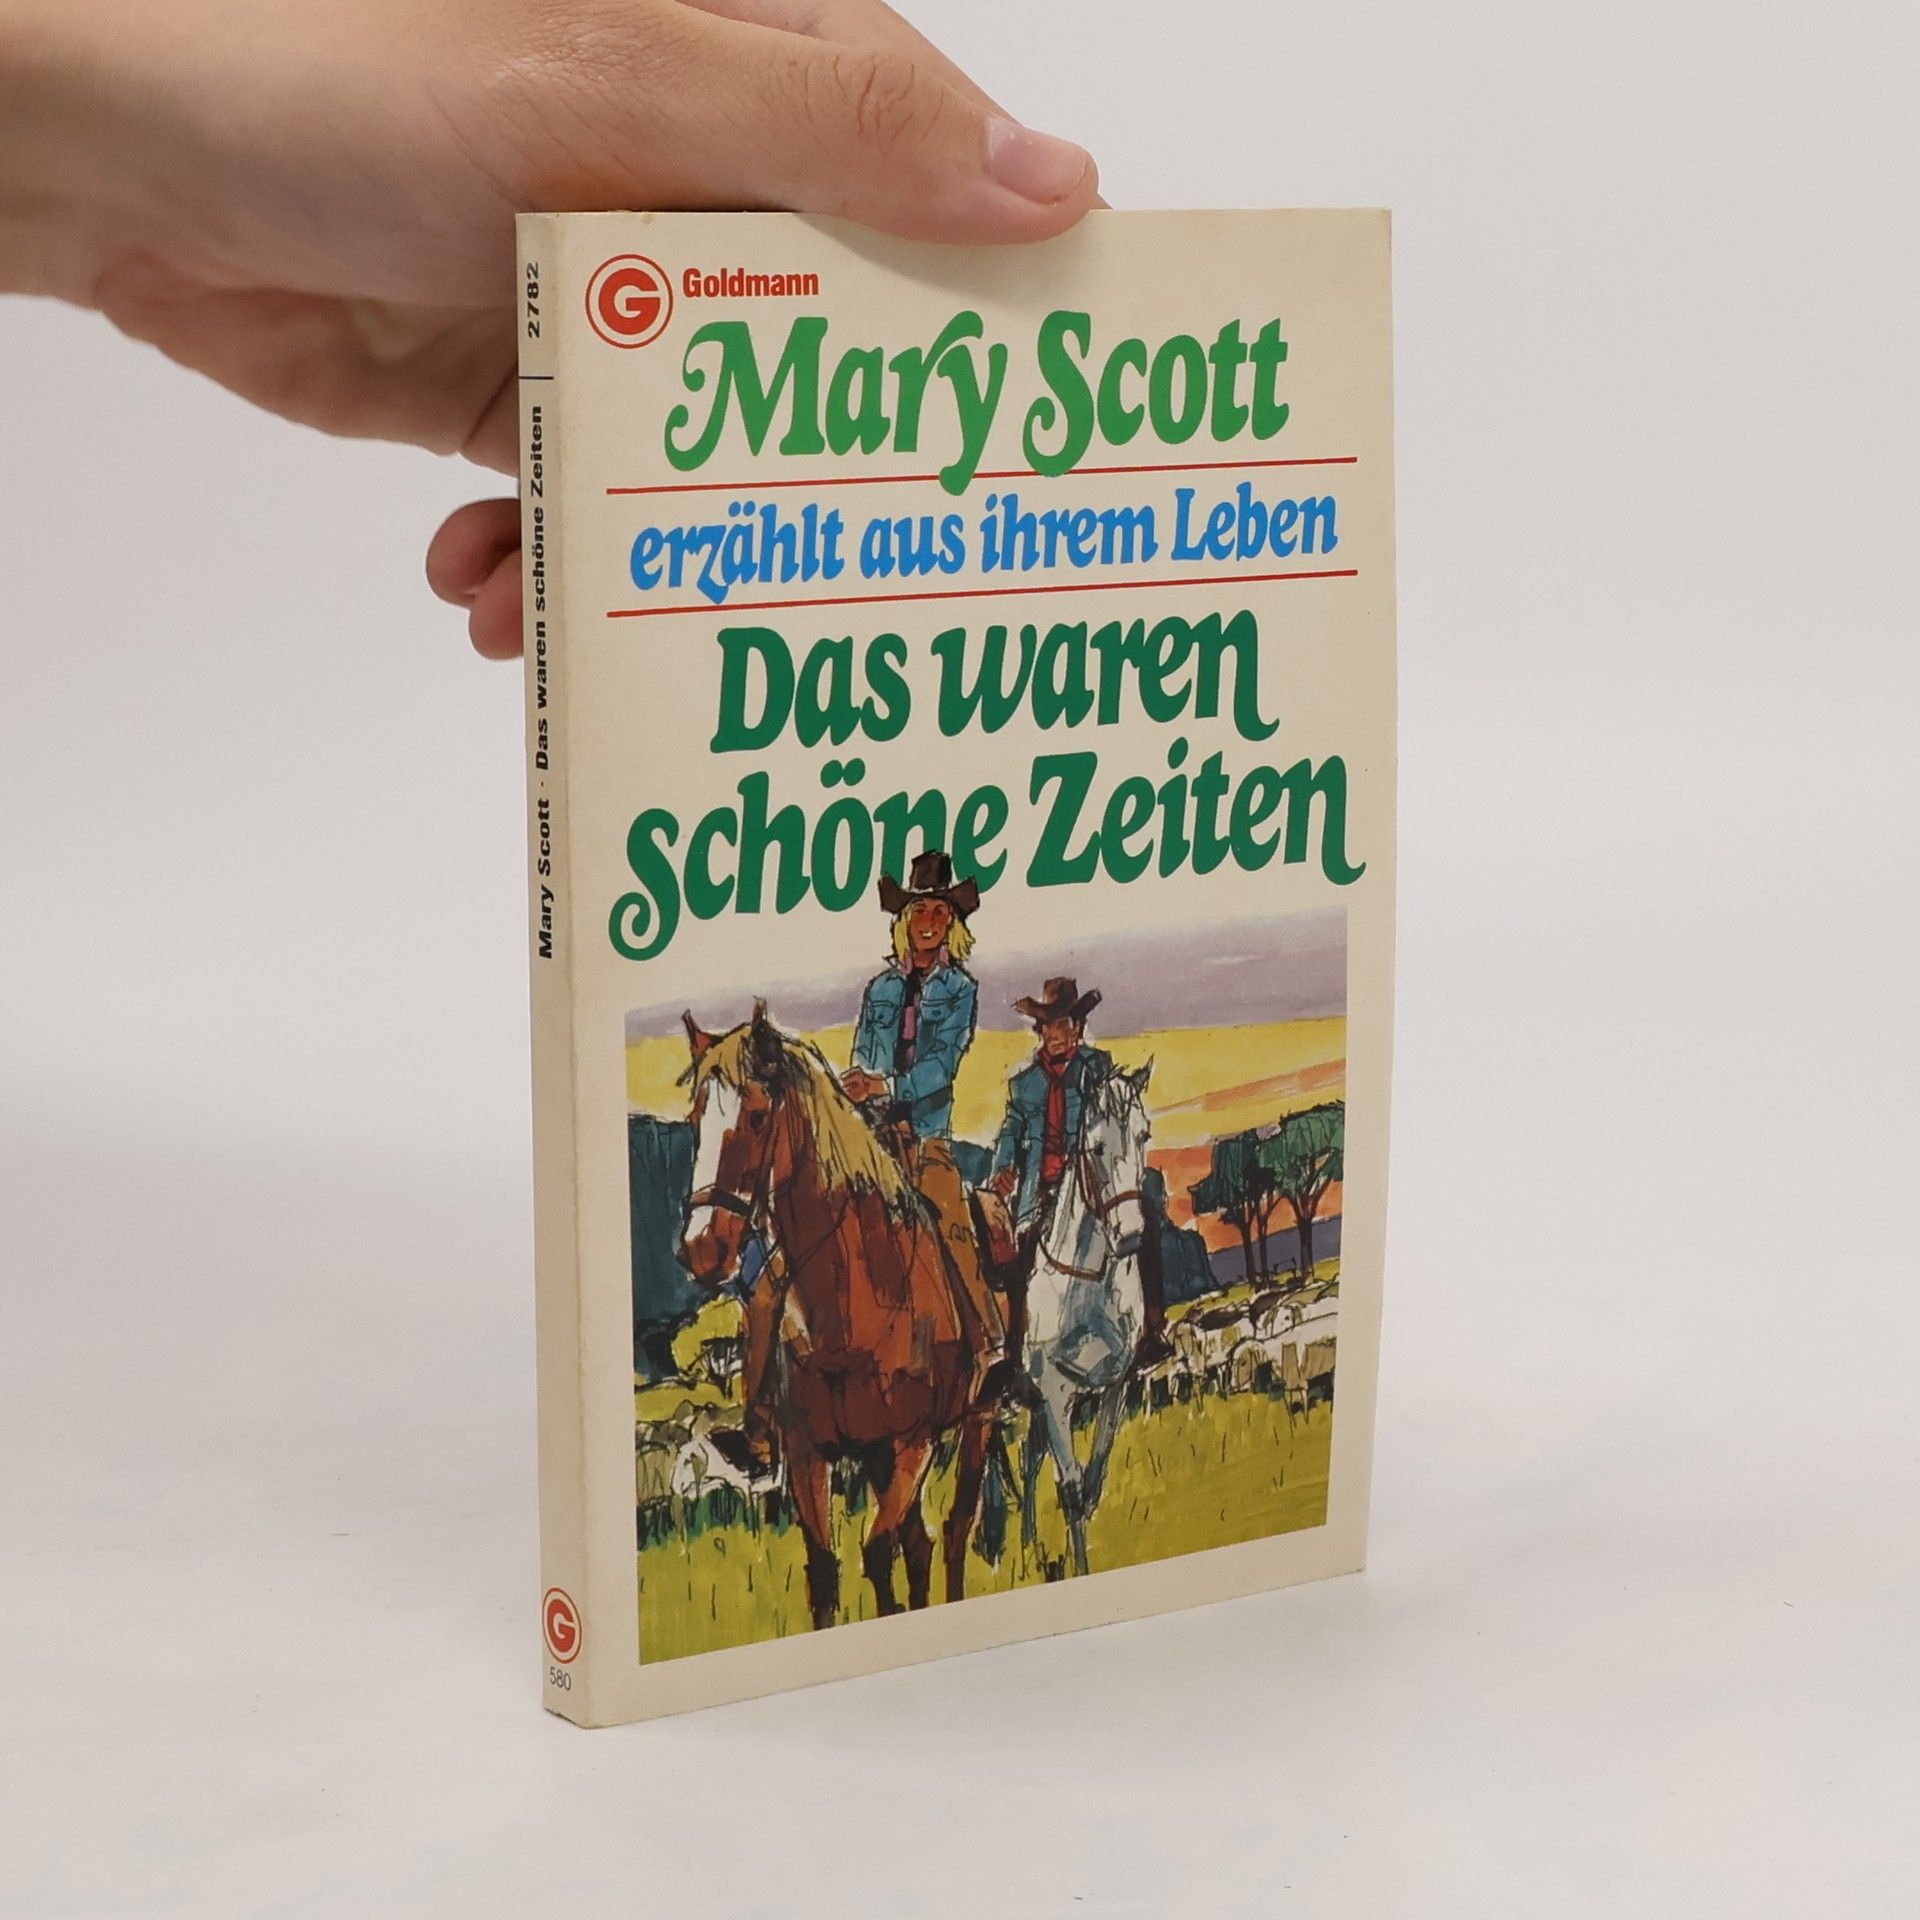 Goldmann
Mary Scott
erzählt aus ihrem Leben
Das waren
schöne Zeiten
2782
Mary Scott · Das waren schöne Zeiten
G
580
G